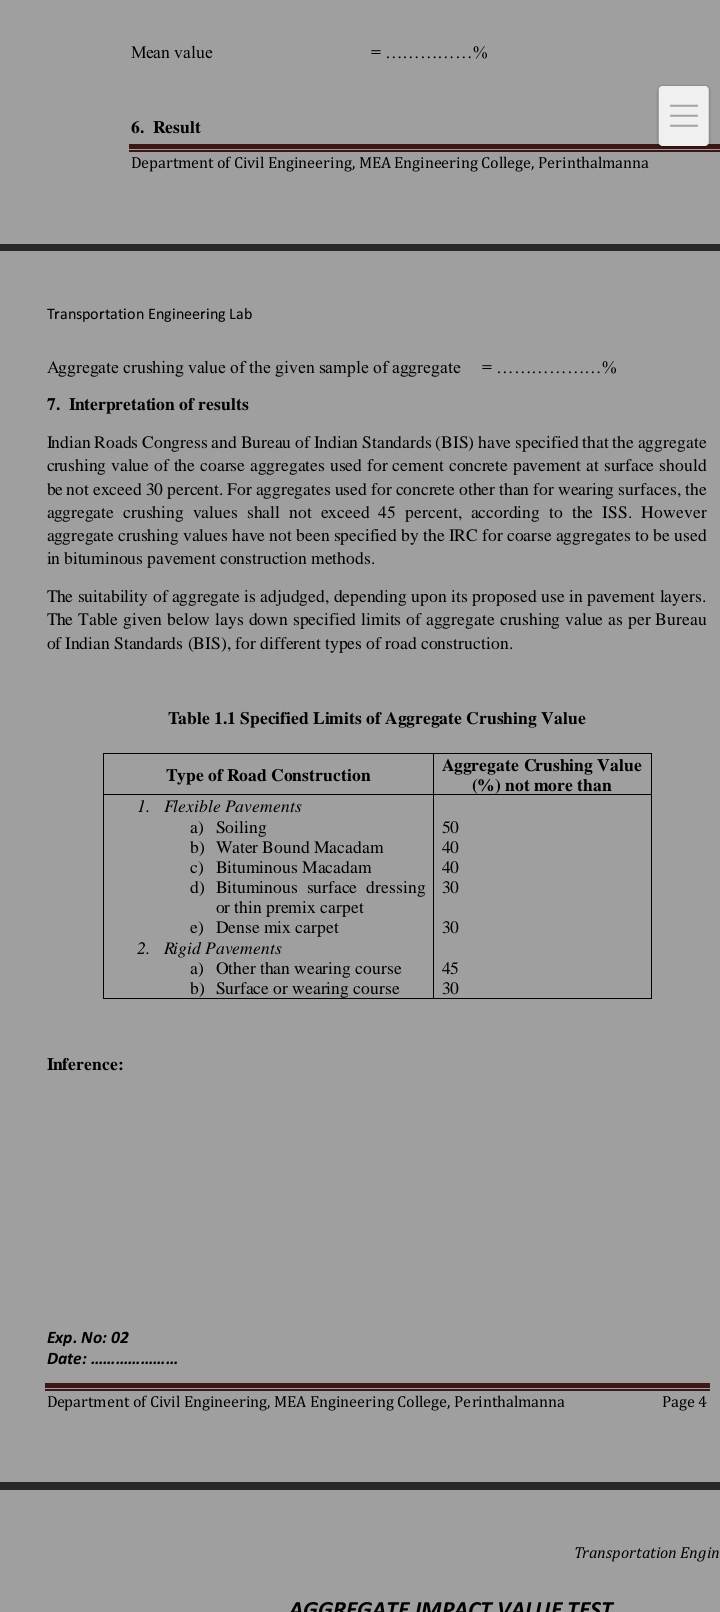 Mean value = ……………%
6. Result
Department of Civil Engineering, MEA Engineering College, Perinthalmanna
Transportation Engineering Lab
Aggregate crushing value of the given sample of aggregate = ………………%
7. Interpretation of results
Indian Roads Congress and Bureau of Indian Standards (BIS) have specified that the aggregate
crushing value of the coarse aggregates used for cement concrete pavement at surface should
be not exceed 30 percent. For aggregates used for concrete other than for wearing surfaces, the
aggregate crushing values shall not exceed 45 percent, according to the ISS. However
aggregate crushing values have not been specified by the IRC for coarse aggregates to be used
in bituminous pavement construction methods.
The suitability of aggregate is adjudged, depending upon its proposed use in pavement layers.
The Table given below lays down specified limits of aggregate crushing value as per Bureau
of Indian Standards (BIS), for different types of road construction.
Table 1.1 Specified Limits of Aggregate Crushing Value
Type of Road Construction
Aggregate Crushing Value
(%) not more than
1. Flexible Pavements
a) Soiling 50
b) Water Bound Macadam 40
c) Bituminous Macadam 40
d) Bituminous surface dressing 30
or thin premix carpet
e) Dense mix carpet 30
2. Rigid Pavements
a) Other than wearing course 45
b) Surface or wearing course 30
Inference:
Exp. No: 02
Date: …………………
Department of Civil Engineering, MEA Engineering College, Perinthalmanna Page 4
Transportation Engin
AGGREGATE IMPACT VALUE TEST